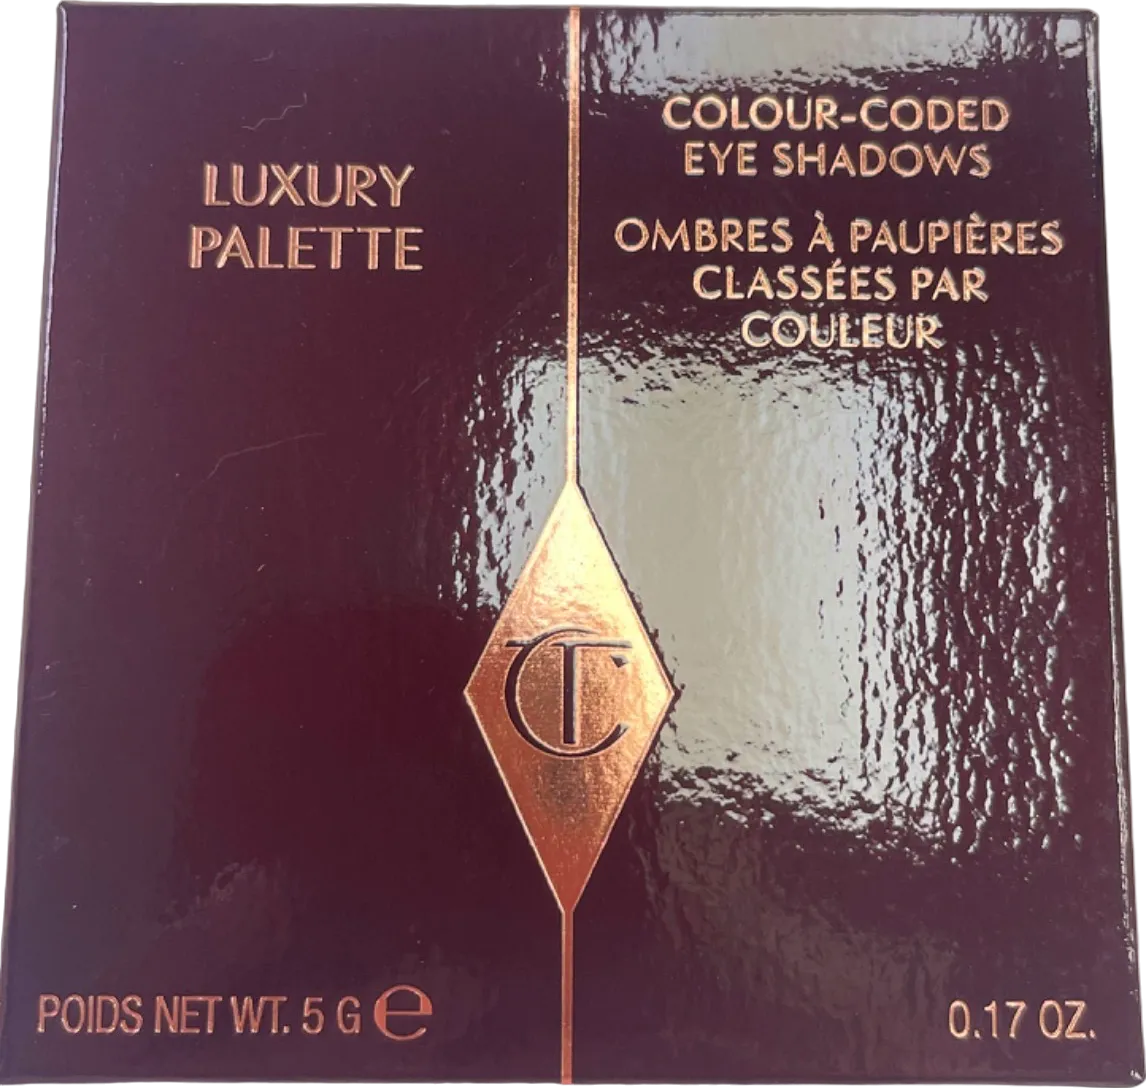 LUXURY
PALETTE
COLOUR-CODED
EYE SHADOWS
OMBRES À PAUPIÈRES
CLASSÉES PAR
COULEUR
CT
POIDS NET WT. 5 G ℮
0.17 OZ.